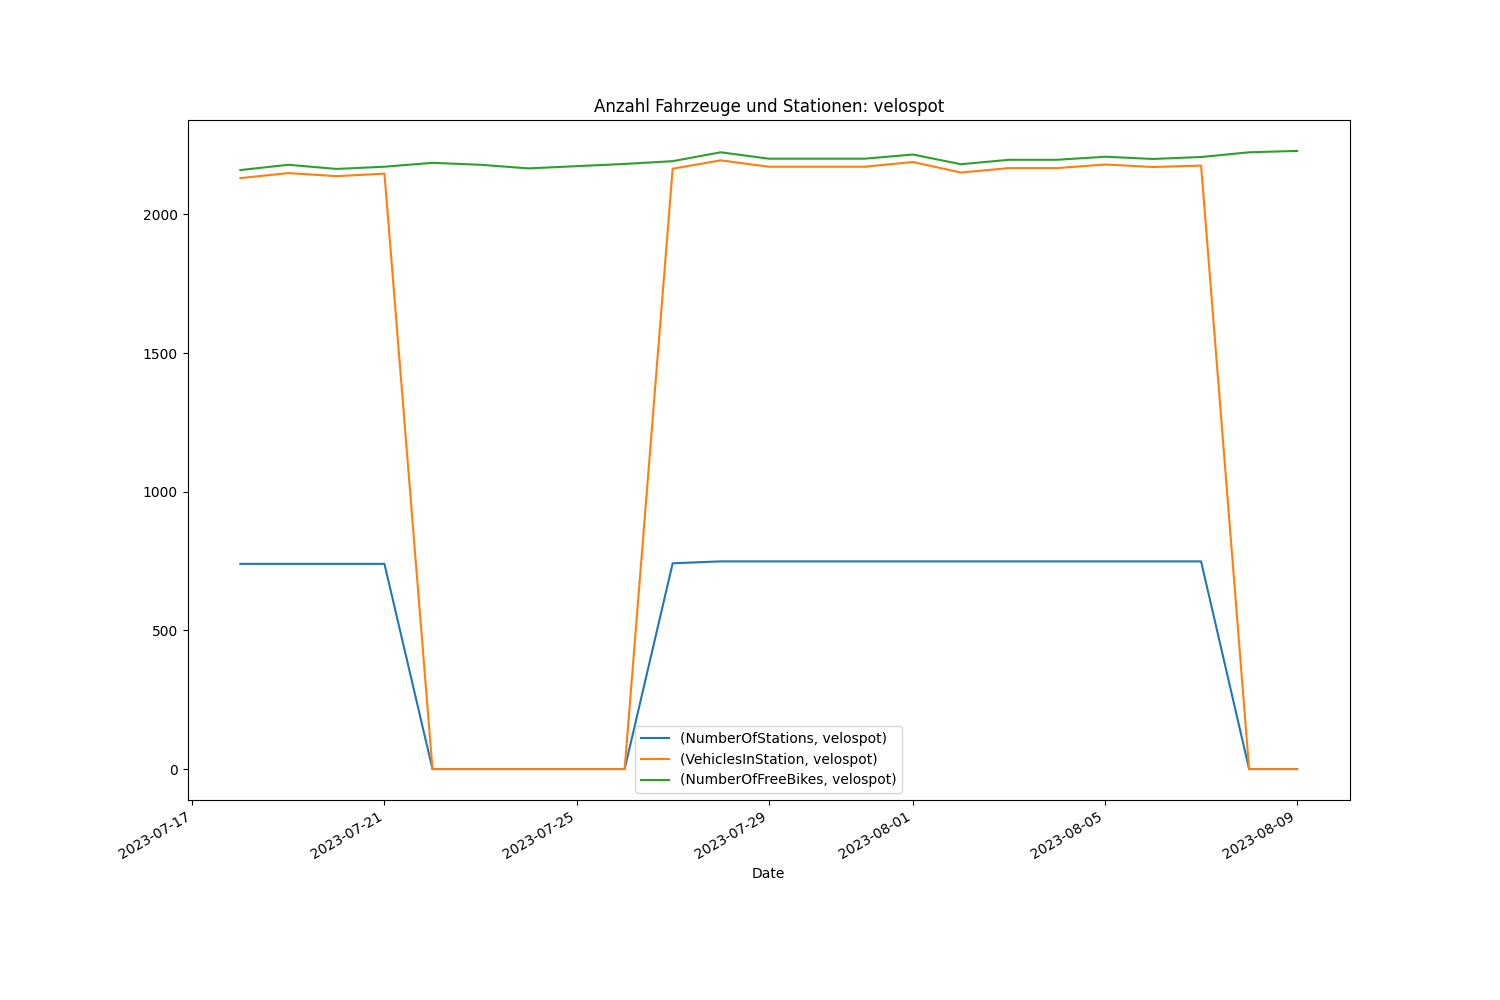 Anzahl Fahrzeuge und Stationen: velospot
2000
1500
1000
500
0
(NumberOfStations, velospot)
(VehiclesInStation, velospot)
(NumberOfFreeBikes, velospot)
2023-07-17
2023-07-21
2023-07-25
2023-07-29
2023-08-01
2023-08-05
2023-08-09
Date